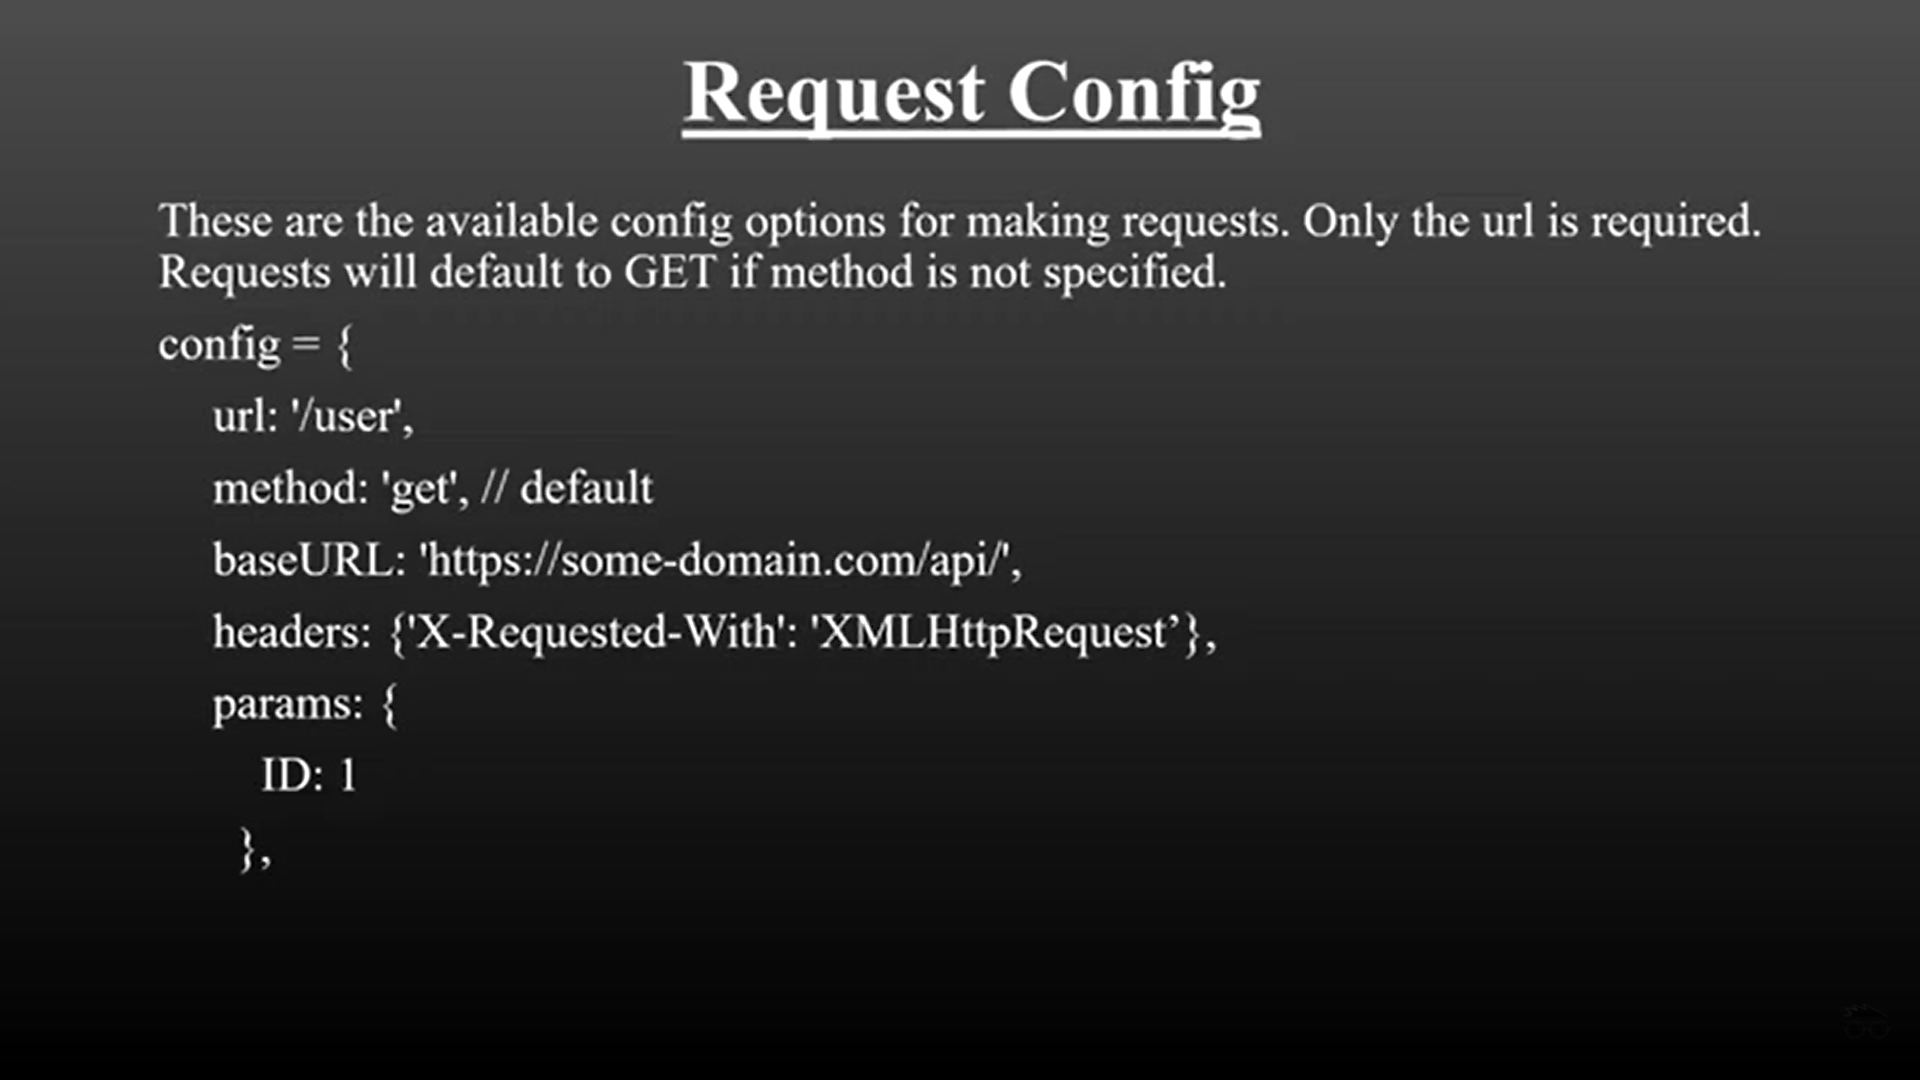 Request Config
These are the available config options for making requests. Only the url is required.
Requests will default to GET if method is not specified.
config = {
url: '/user',
method: 'get', // default
baseURL: 'https://some-domain.com/api/',
headers: {'X-Requested-With': 'XMLHttpRequest’},
params: {
ID: 1
},